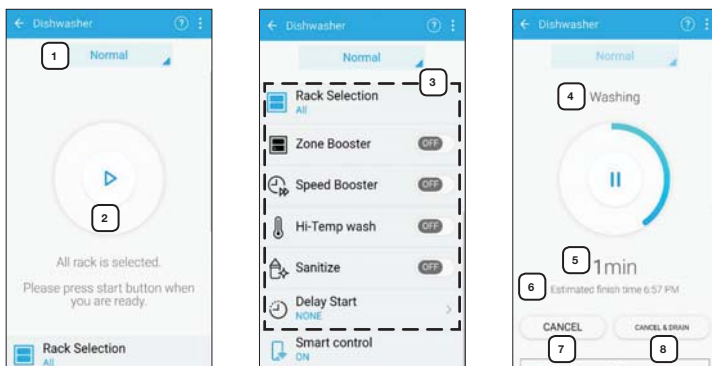 Dishwasher
1
Normal
2
All rack is selected.
Please press start button when
you are ready.
Rack Selection
All
Dishwasher
Normal
3
Rack Selection
All
Zone Booster OFF
Speed Booster OFF
Hi-Temp wash OFF
Sanitize OFF
Delay Start
NONE
Smart control
ON
Dishwasher
Normal
4 Washing
5
1min
6 Estimated finish time 6:57 PM
CANCEL CANCEL & DRAIN
7 8